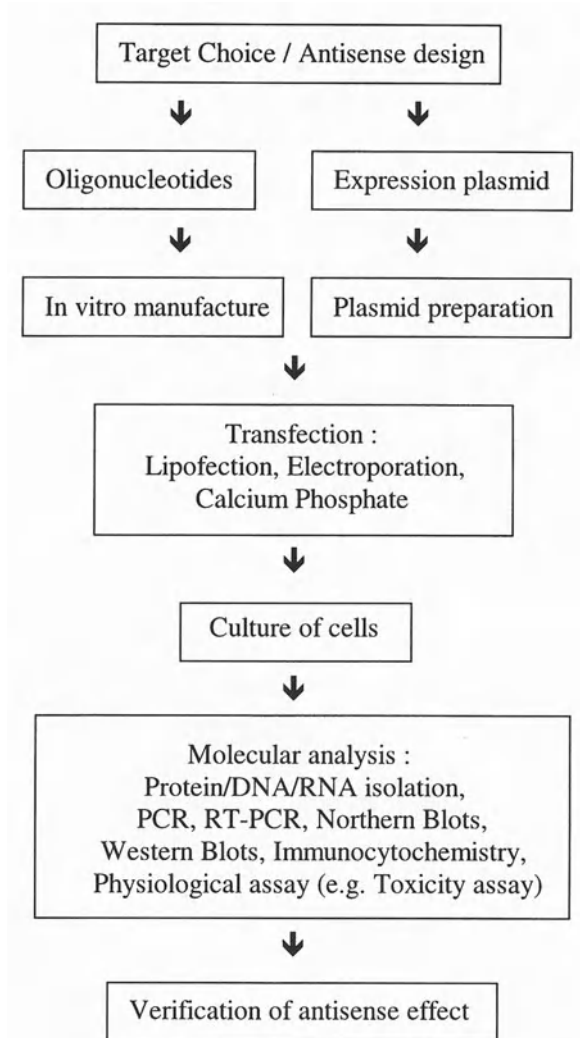 Target Choice / Antisense design
Oligonucleotides
Expression plasmid
In vitro manufacture
Plasmid preparation
Transfection :
Lipofection, Electroporation,
Calcium Phosphate
Culture of cells
Molecular analysis :
Protein/DNA/RNA isolation,
PCR, RT-PCR, Northern Blots,
Western Blots, Immunocytochemistry,
Physiological assay (e.g. Toxicity assay)
Verification of antisense effect